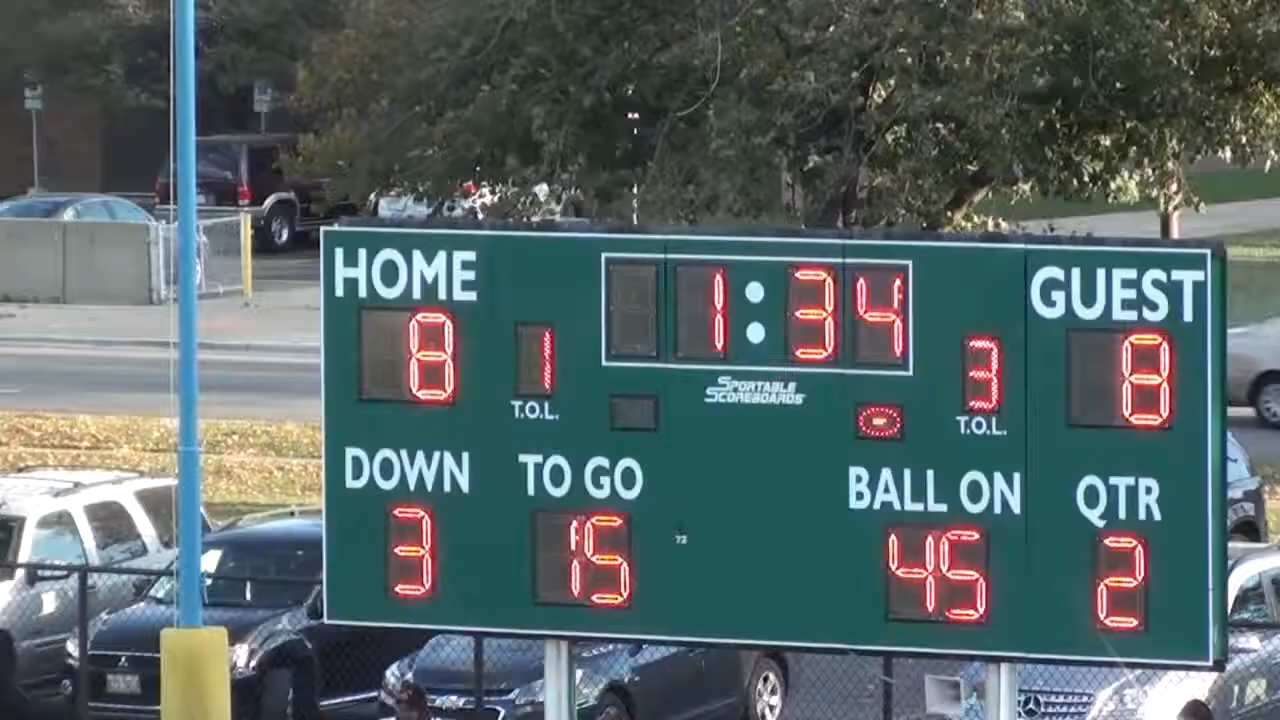 HOME 1:34 GUEST
8 1 3 8
T.O.L. SPORTABLE SCOREBOARDS T.O.L.
DOWN TO GO BALL ON QTR
3 15 72 45 2